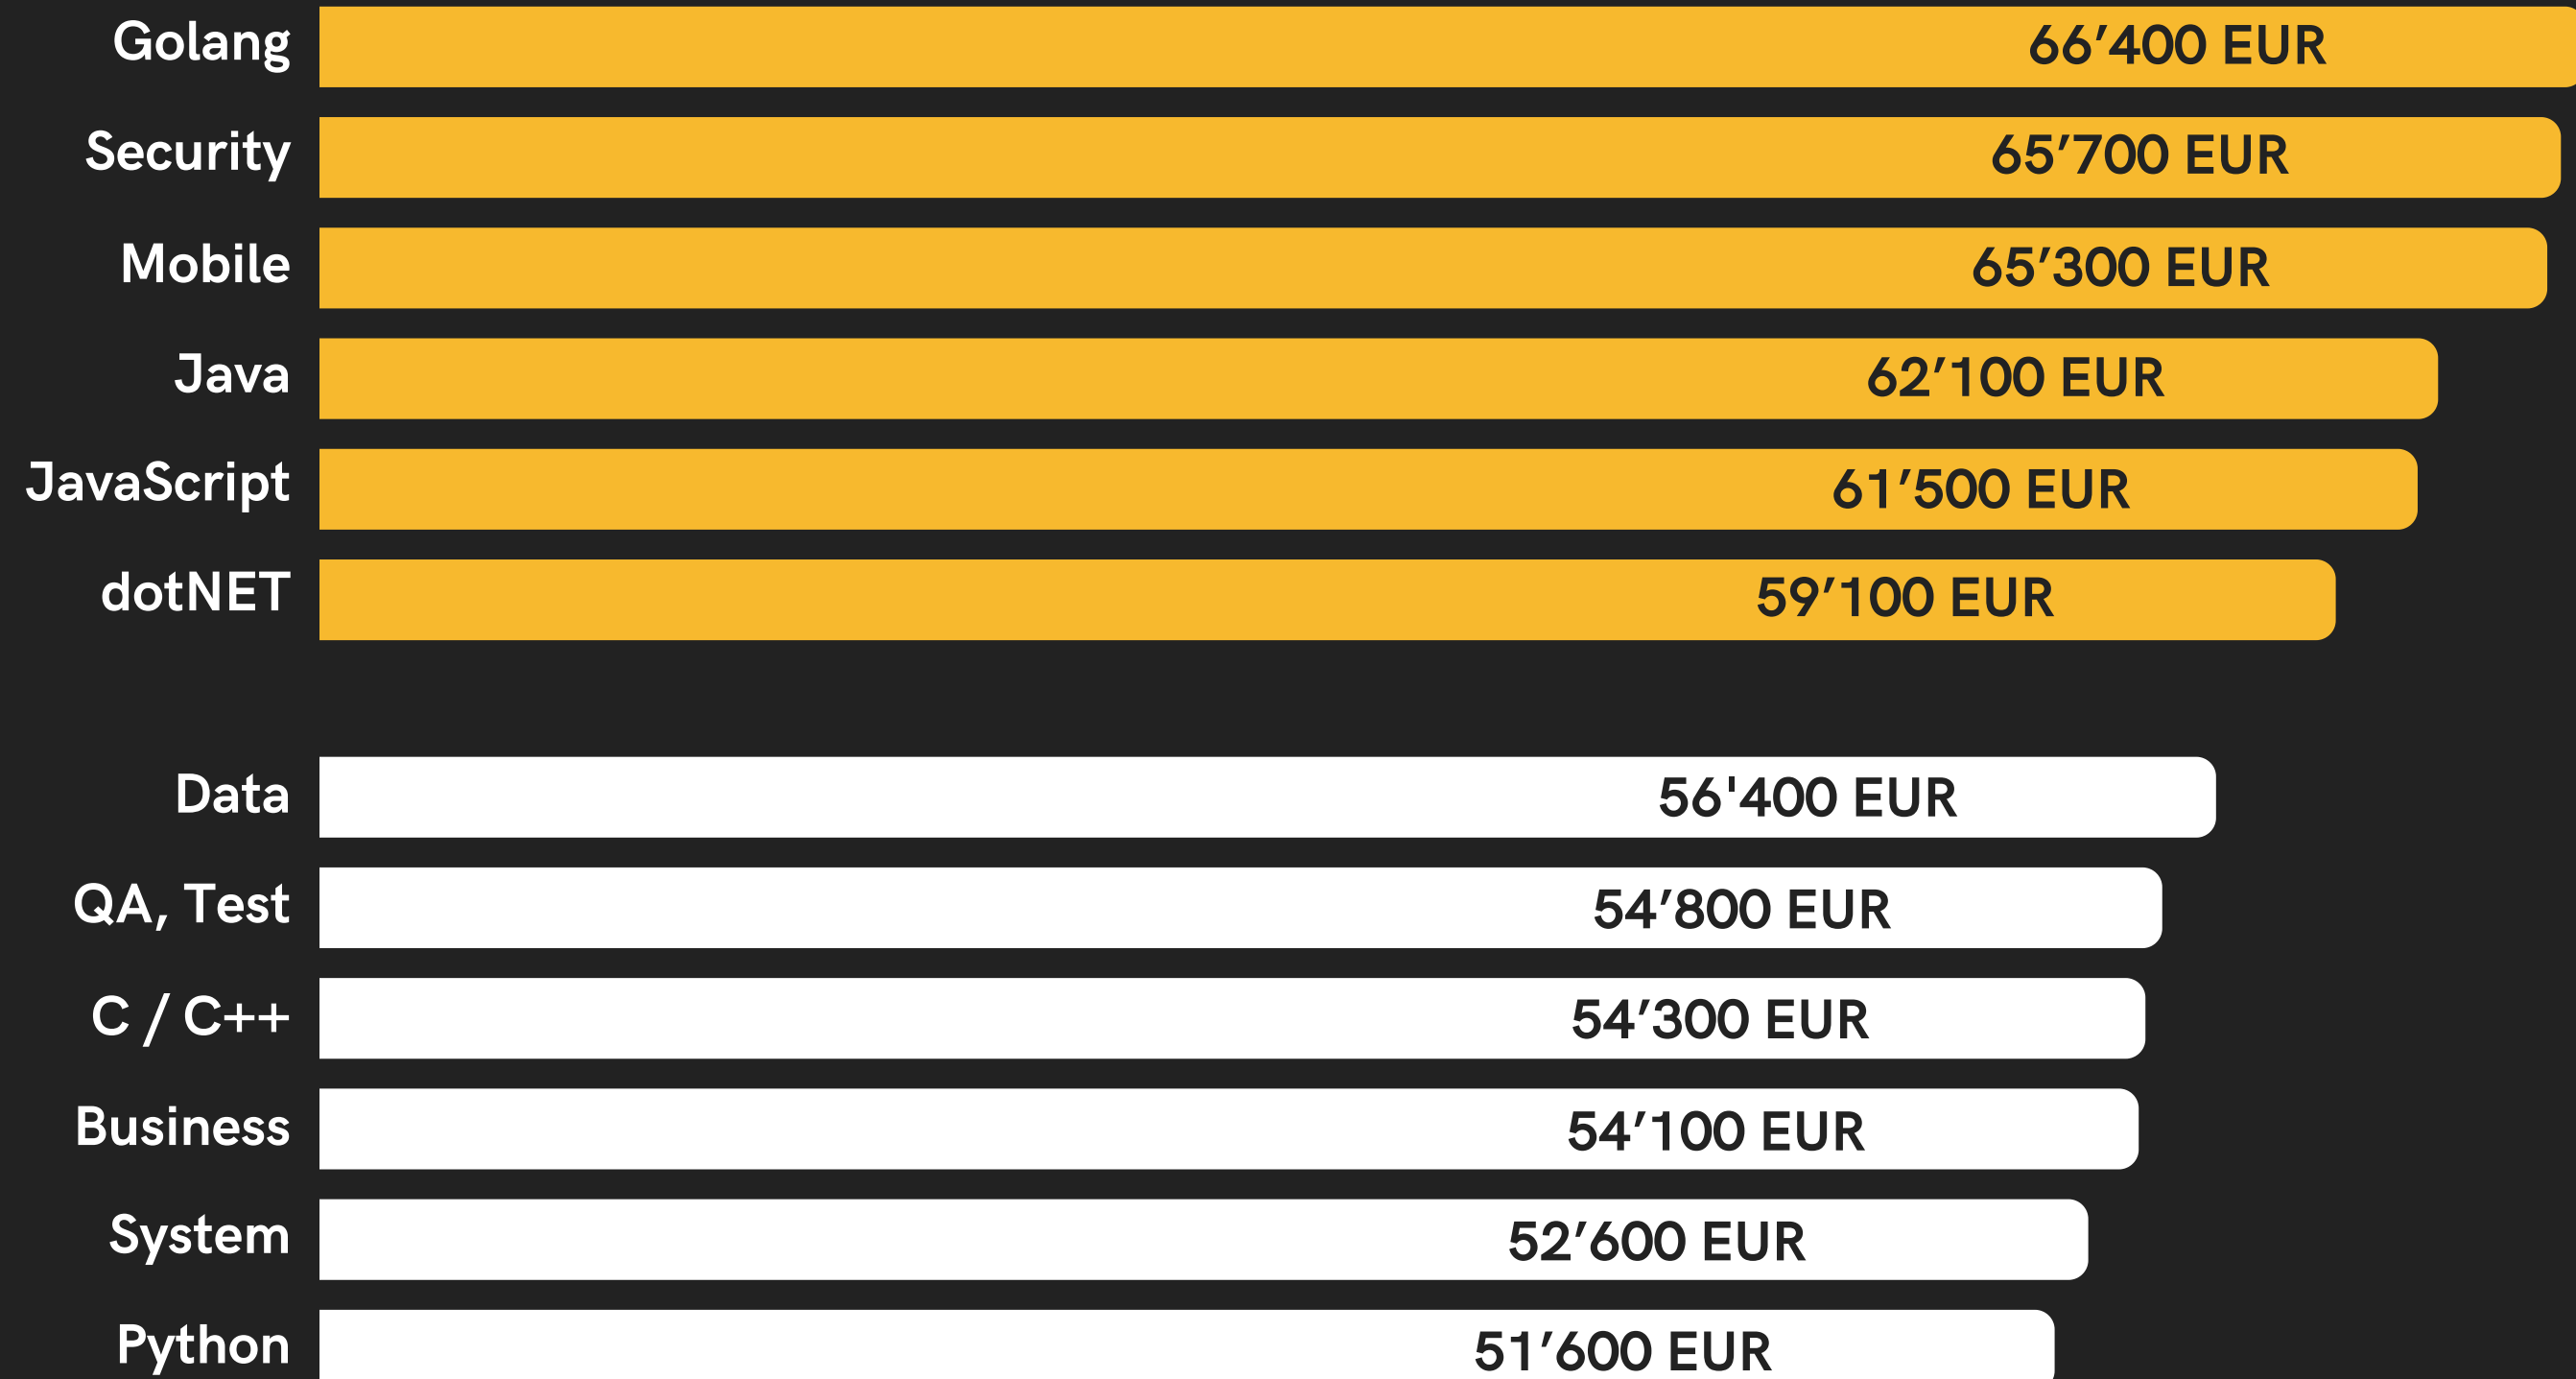 Golang 66’400 EUR
Security 65’700 EUR
Mobile 65’300 EUR
Java 62’100 EUR
JavaScript 61’500 EUR
dotNET 59’100 EUR
Data 56'400 EUR
QA, Test 54’800 EUR
C / C++ 54’300 EUR
Business 54’100 EUR
System 52’600 EUR
Python 51’600 EUR